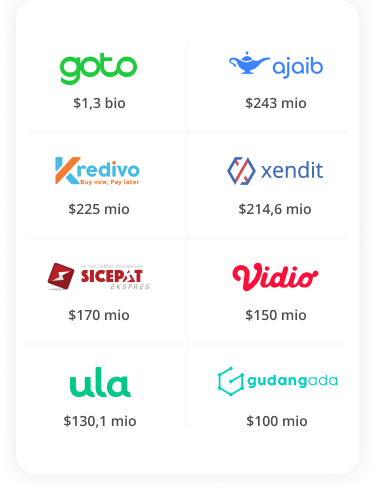 goto
ajaib
$1,3 bio
$243 mio
Kredivo
Buy now, Pay later
xendit
$225 mio
$214,6 mio
SICEPAT
EKSPRES
Vidio
$170 mio
$150 mio
ula
gudangada
$130,1 mio
$100 mio